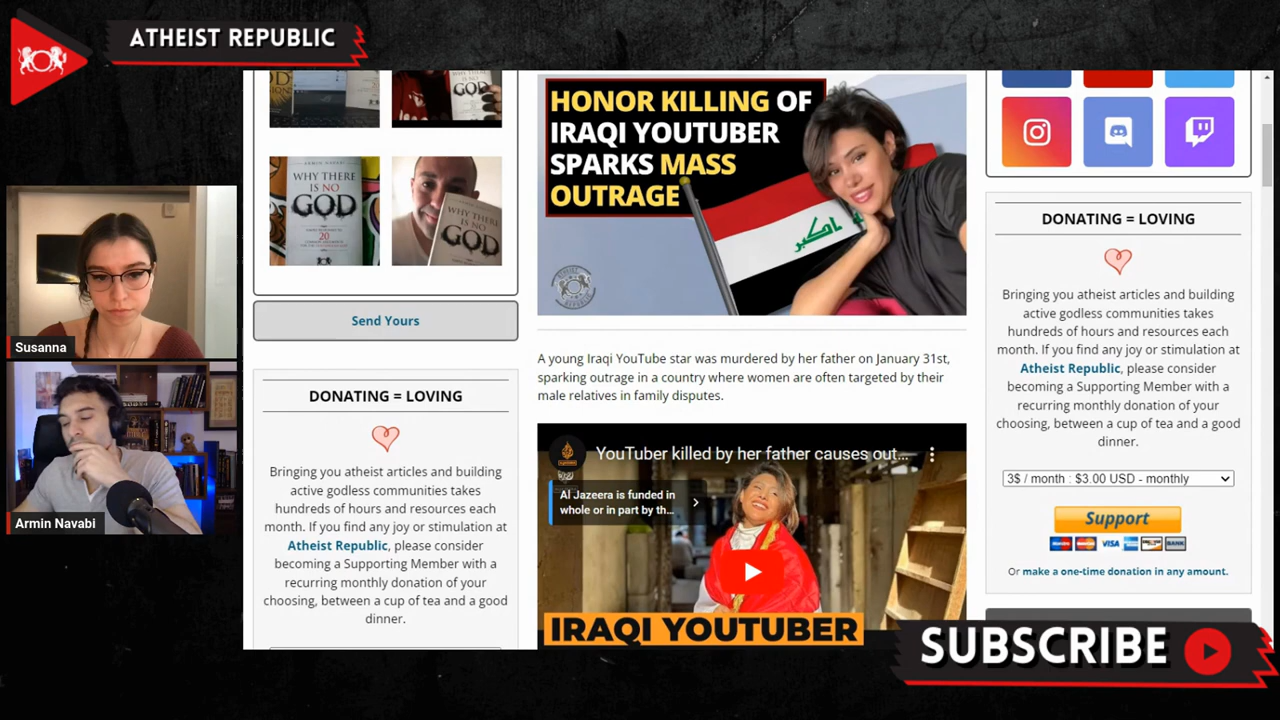 ATHEIST REPUBLIC
Susanna
Armin Navabi
WHY THERE
IS NO
GOD
20
WHY THERE
IS NO
GOD
Send Yours
DONATING = LOVING
Bringing you atheist articles and building
active godless communities takes
hundreds of hours and resources each
month. If you find any joy or stimulation at
Atheist Republic, please consider
becoming a Supporting Member with a
recurring monthly donation of your
choosing, between a cup of tea and a good
dinner.
HONOR KILLING OF
IRAQI YOUTUBER
SPARKS MASS
OUTRAGE
A young Iraqi YouTube star was murdered by her father on January 31st,
sparking outrage in a country where women are often targeted by their
male relatives in family disputes.
YouTuber killed by her father causes out...
Al Jazeera is funded in
whole or in part by th...
IRAQI YOUTUBER
DONATING = LOVING
Bringing you atheist articles and building
active godless communities takes
hundreds of hours and resources each
month. If you find any joy or stimulation at
Atheist Republic, please consider
becoming a Supporting Member with a
recurring monthly donation of your
choosing, between a cup of tea and a good
dinner.
3$ / month : $3.00 USD - monthly
Support
VISA
BANK
Or make a one-time donation in any amount.
SUBSCRIBE